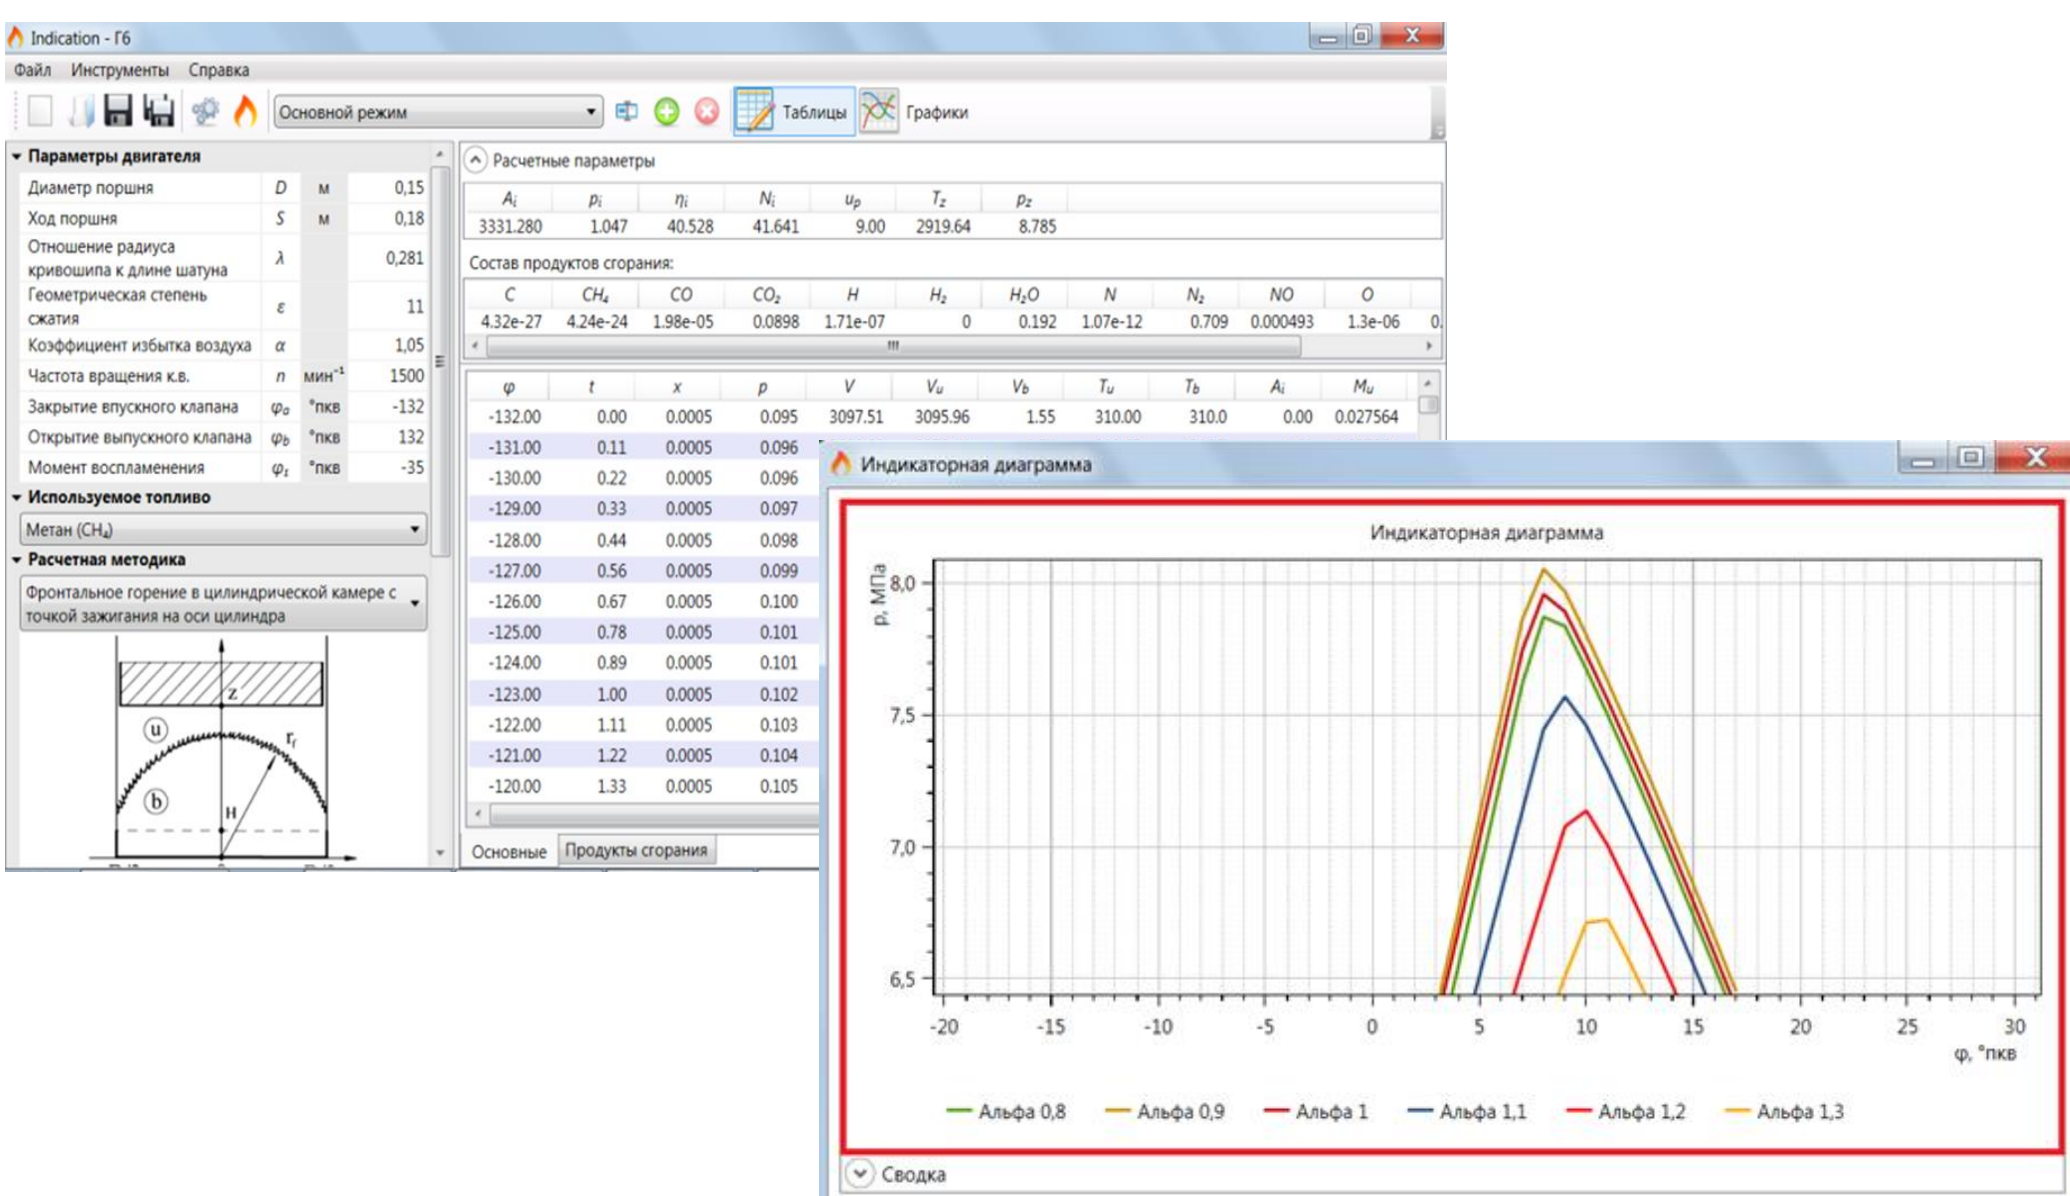 Indication - Г6
Файл Инструменты Справка
Основной режим Таблицы Графики
Параметры двигателя
Диаметр поршня D м 0,15
Ход поршня S м 0,18
Отношение радиуса
кривошипа к длине шатуна λ 0,281
Геометрическая степень
сжатия ε 11
Коэффициент избытка воздуха α 1,05
Частота вращения к.в. n мин⁻¹ 1500
Закрытие впускного клапана φₐ °пкв -132
Открытие выпускного клапана φb °пкв 132
Момент воспламенения φᵢ °пкв -35
Используемое топливо
Метан (CH₄)
Расчетная методика
Фронтальное горение в цилиндрической камере с
точкой зажигания на оси цилиндра
z
u
rf
b
H
Расчетные параметры
Aᵢ pᵢ ηᵢ Nᵢ uₚ Tz pz
3331.280 1.047 40.528 41.641 9.00 2919.64 8.785
Состав продуктов сгорания:
C CH₄ CO CO₂ H H₂ H₂O N N₂ NO O
4.32e-27 4.24e-24 1.98e-05 0.0898 1.71e-07 0 0.192 1.07e-12 0.709 0.000493 1.3e-06 0.
φ t x p V Vᵤ Vb Tᵤ Tb Aᵢ Mᵤ
-132.00 0.00 0.0005 0.095 3097.51 3095.96 1.55 310.00 310.0 0.00 0.027564
-131.00 0.11 0.0005 0.096
-130.00 0.22 0.0005 0.096
-129.00 0.33 0.0005 0.097
-128.00 0.44 0.0005 0.098
-127.00 0.56 0.0005 0.099
-126.00 0.67 0.0005 0.100
-125.00 0.78 0.0005 0.101
-124.00 0.89 0.0005 0.101
-123.00 1.00 0.0005 0.102
-122.00 1.11 0.0005 0.103
-121.00 1.22 0.0005 0.104
-120.00 1.33 0.0005 0.105
Основные Продукты сгорания
Индикаторная диаграмма
Индикаторная диаграмма
p, МПа
8,0
7,5
7,0
6,5
-20 -15 -10 -5 0 5 10 15 20 25 30
φ, °пкв
Альфа 0,8 Альфа 0,9 Альфа 1 Альфа 1,1 Альфа 1,2 Альфа 1,3
Сводка